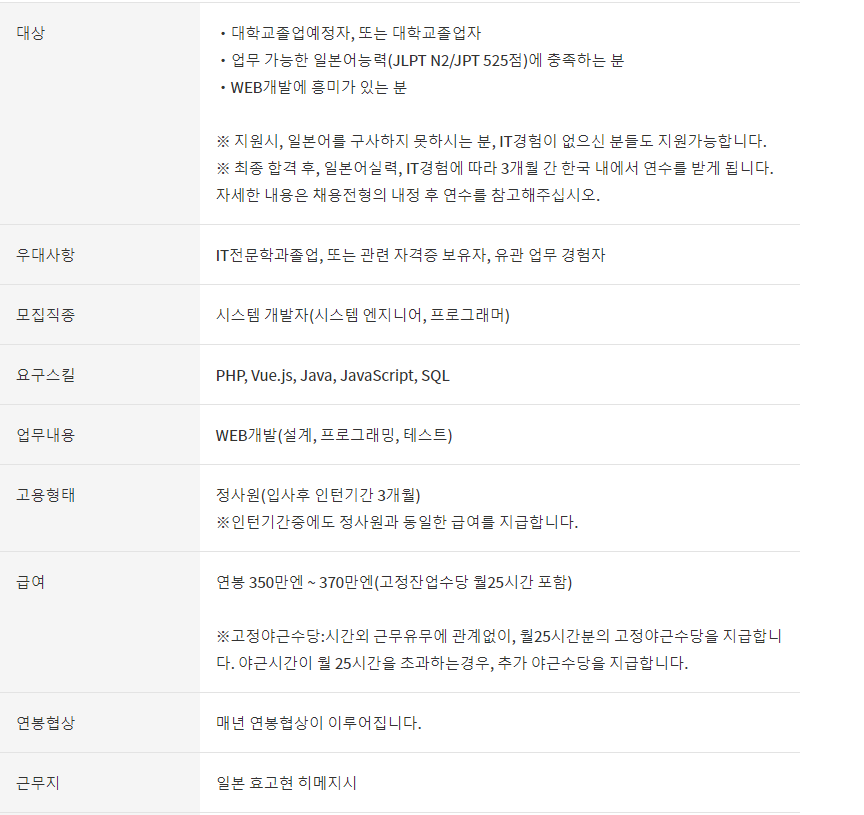 대상
・대학교졸업예정자, 또는 대학교졸업자
・업무 가능한 일본어능력(JLPT N2/JPT 525점)에 충족하는 분
・WEB개발에 흥미가 있는 분
※ 지원시, 일본어를 구사하지 못하시는 분, IT경험이 없으신 분들도 지원가능합니다.
※ 최종 합격 후, 일본어실력, IT경험에 따라 3개월 간 한국 내에서 연수를 받게 됩니다.
자세한 내용은 채용전형의 내정 후 연수를 참고해주십시오.
우대사항
IT전문학과졸업, 또는 관련 자격증 보유자, 유관 업무 경험자
모집직종
시스템 개발자(시스템 엔지니어, 프로그래머)
요구스킬
PHP, Vue.js, Java, JavaScript, SQL
업무내용
WEB개발(설계, 프로그래밍, 테스트)
고용형태
정사원(입사후 인턴기간 3개월)
※인턴기간중에도 정사원과 동일한 급여를 지급합니다.
급여
연봉 350만엔 ~ 370만엔(고정잔업수당 월25시간 포함)
※고정야근수당:시간외 근무유무에 관계없이, 월25시간분의 고정야근수당을 지급합니
다. 야근시간이 월 25시간을 초과하는경우, 추가 야근수당을 지급합니다.
연봉협상
매년 연봉협상이 이루어집니다.
근무지
일본 효고현 히메지시